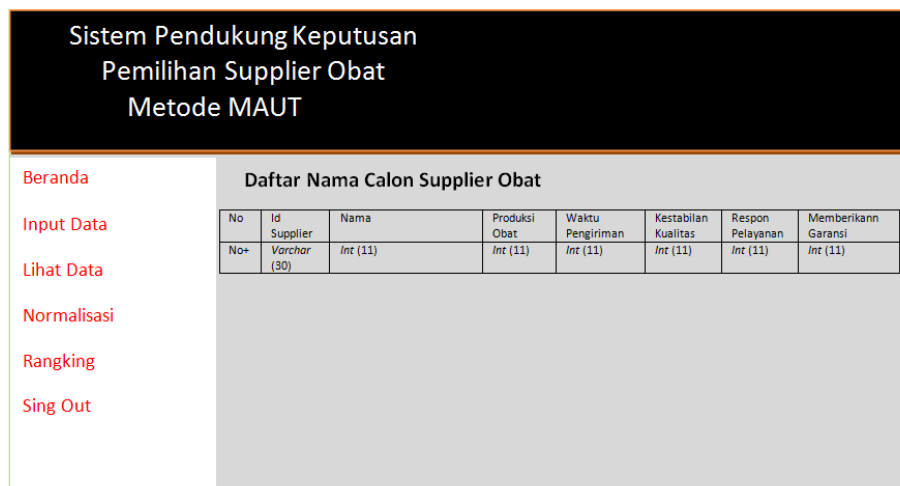 Sistem Pendukung Keputusan
Pemilihan Supplier Obat
Metode MAUT
Beranda
Input Data
Lihat Data
Normalisasi
Rangking
Sing Out
Daftar Nama Calon Supplier Obat
No Id Supplier Nama Produksi Obat Waktu Pengiriman Kestabilan Kualitas Respon Pelayanan Memberikann Garansi
No+ Varchar (30) Int (11) Int (11) Int (11) Int (11) Int (11) Int (11)